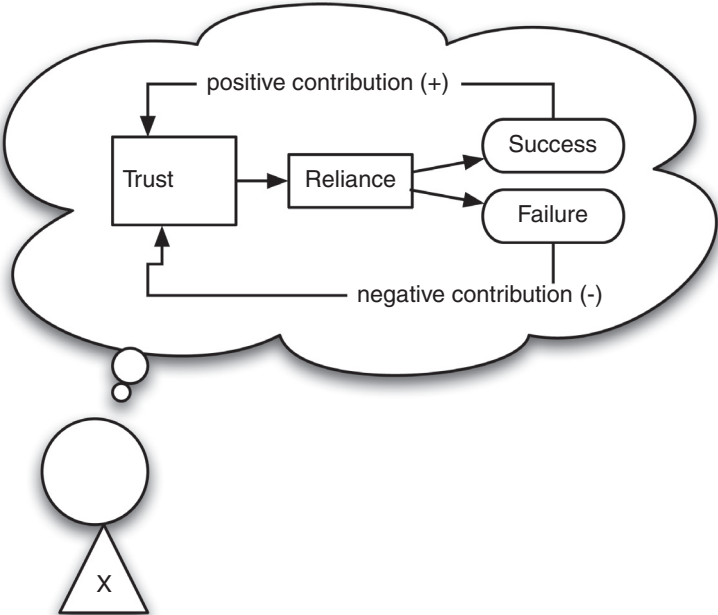 positive contribution (+)
Success
Trust
Reliance
Failure
negative contribution (-)
X